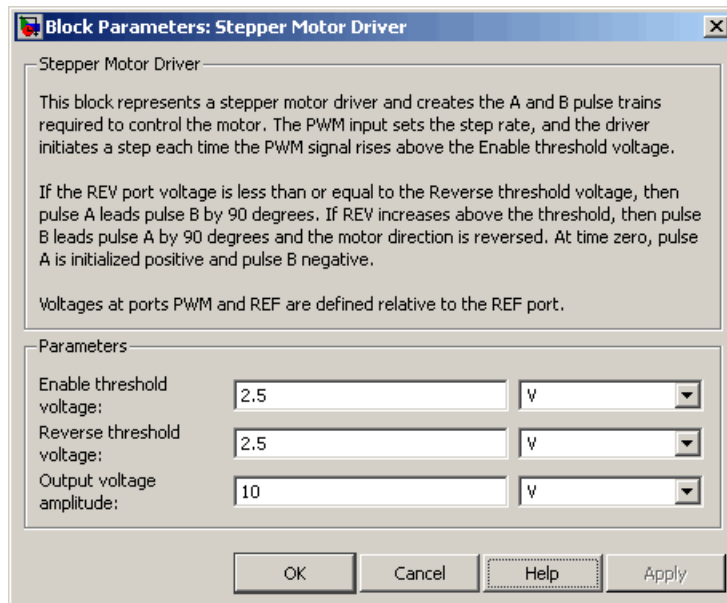 Block Parameters: Stepper Motor Driver
Stepper Motor Driver
This block represents a stepper motor driver and creates the A and B pulse trains
required to control the motor. The PWM input sets the step rate, and the driver
initiates a step each time the PWM signal rises above the Enable threshold voltage.
If the REV port voltage is less than or equal to the Reverse threshold voltage, then
pulse A leads pulse B by 90 degrees. If REV increases above the threshold, then pulse
B leads pulse A by 90 degrees and the motor direction is reversed. At time zero, pulse
A is initialized positive and pulse B negative.
Voltages at ports PWM and REF are defined relative to the REF port.
Parameters
Enable threshold
voltage:
2.5 V
Reverse threshold
voltage:
2.5 V
Output voltage
amplitude:
10 V
OK Cancel Help Apply